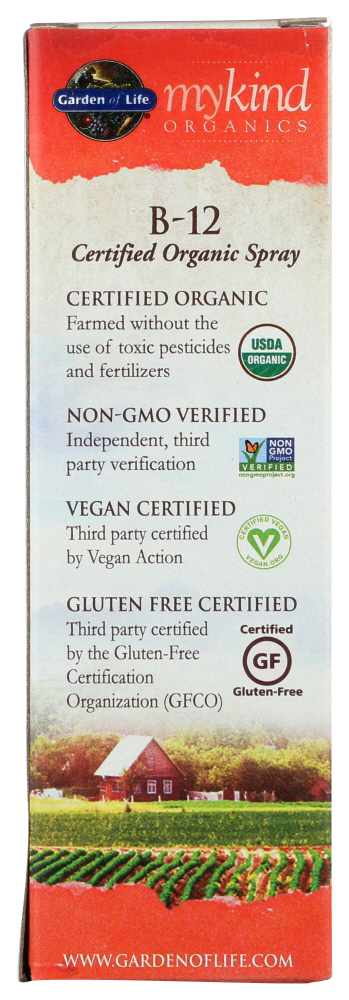 Garden of Life
mykind
ORGANICS
B-12
Certified Organic Spray
CERTIFIED ORGANIC
Farmed without the
use of toxic pesticides
and fertilizers
USDA
ORGANIC
NON-GMO VERIFIED
Independent, third
party verification
NON
GMO
Project
VERIFIED
nongmoproject.org
VEGAN CERTIFIED
Third party certified
by Vegan Action
CERTIFIED VEGAN
VEGAN.ORG
GLUTEN FREE CERTIFIED
Third party certified
by the Gluten-Free
Certification
Organization (GFCO)
Certified
GF
Gluten-Free
WWW.GARDENOFLIFE.COM